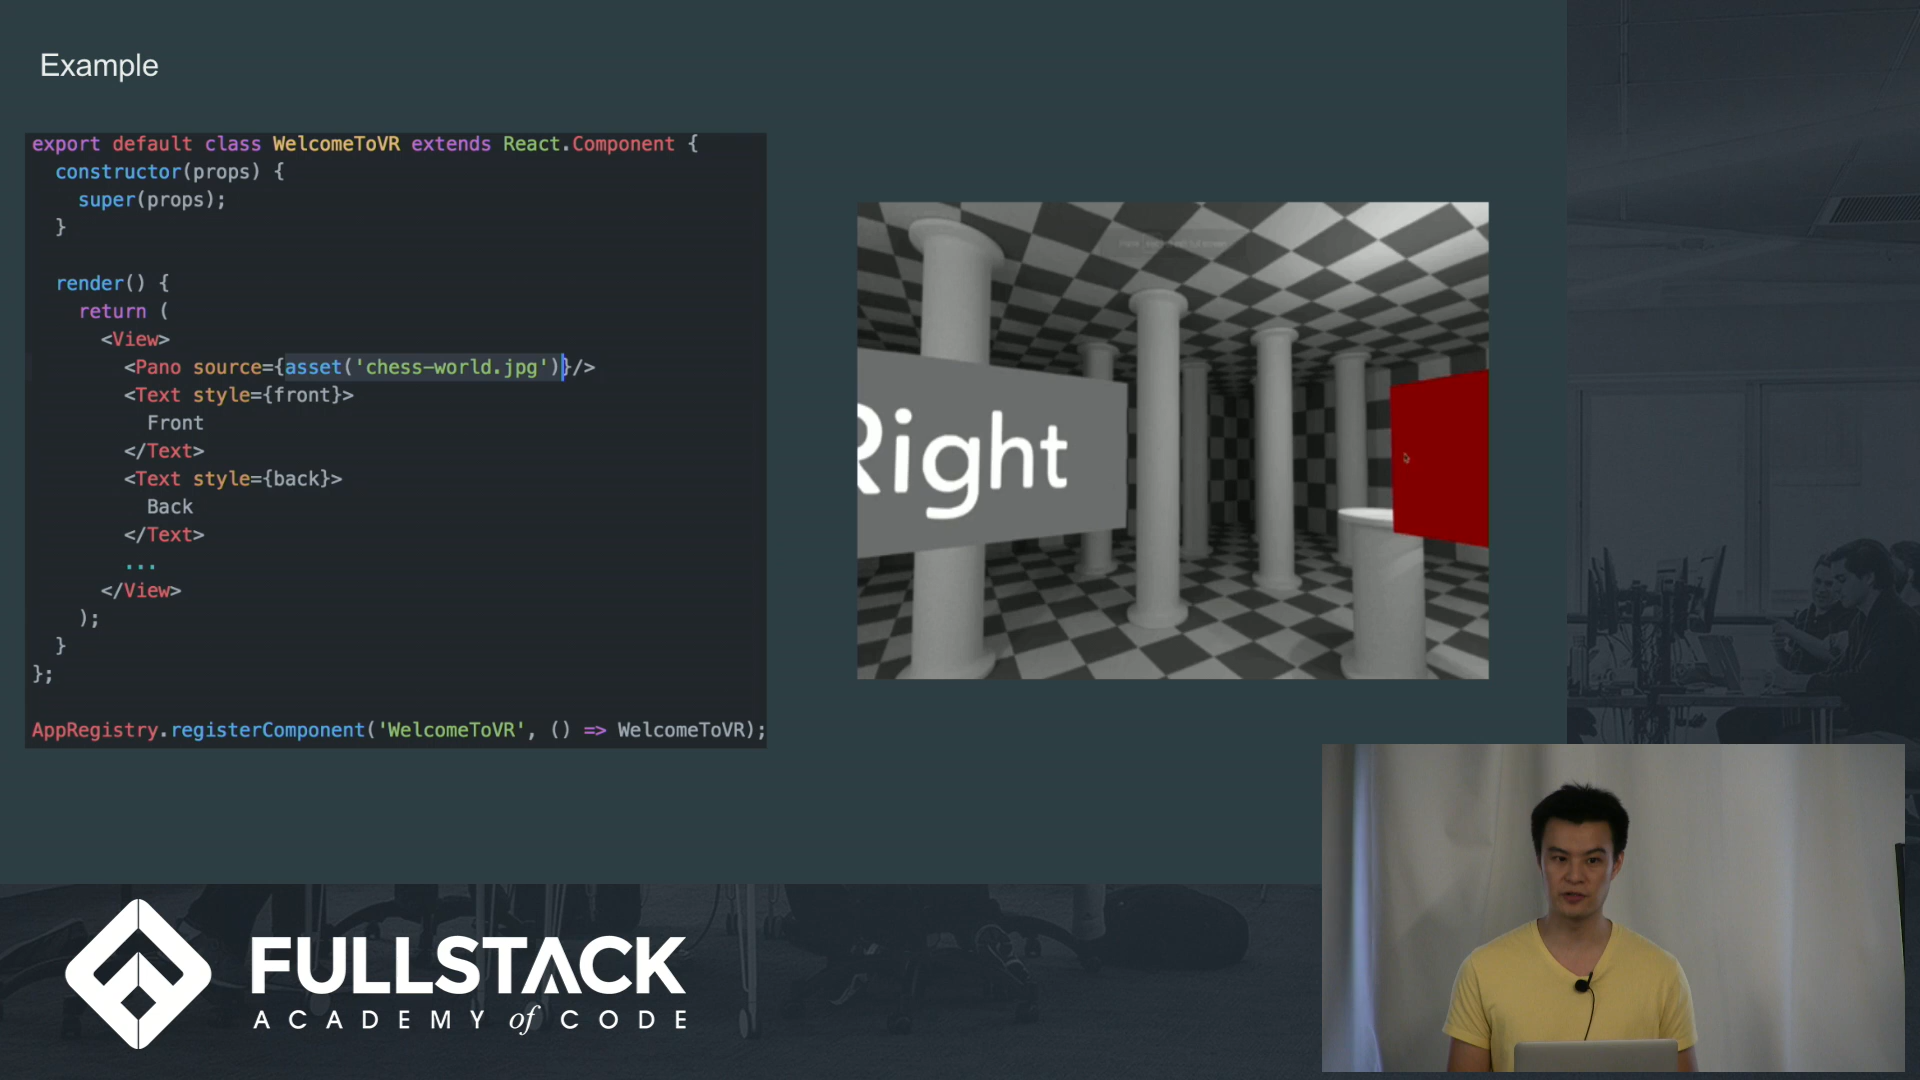 Example
export default class WelcomeToVR extends React.Component {
constructor(props) {
super(props);
}
render() {
return (
<View>
<Pano source={asset('chess-world.jpg')}/>
<Text style={front}>
Front
</Text>
<Text style={back}>
Back
</Text>
...
</View>
);
}
};
AppRegistry.registerComponent('WelcomeToVR', () => WelcomeToVR);
Right
FULLSTACK
ACADEMY of CODE